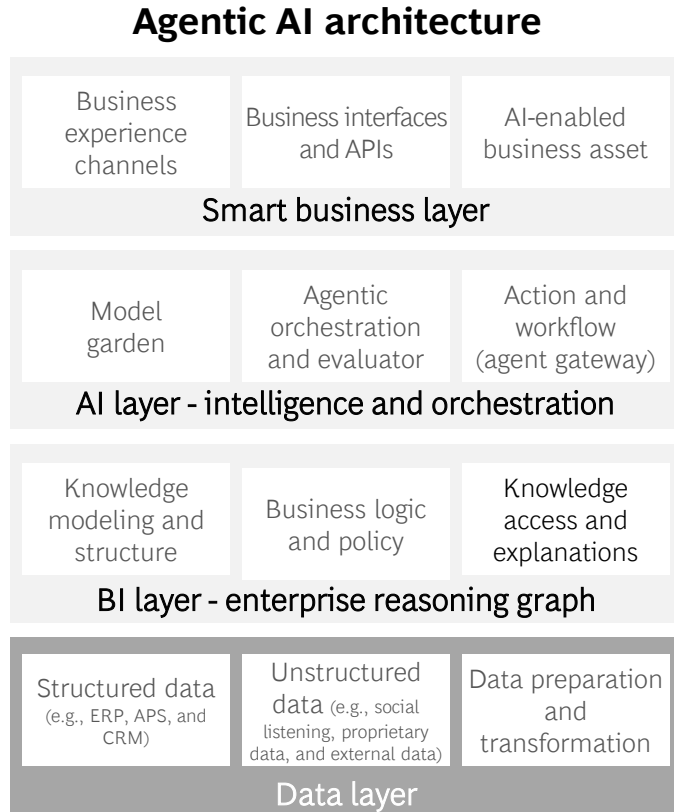 Agentic AI architecture
Business
experience
channels
Business interfaces
and APIs
AI-enabled
business asset
Smart business layer
Model
garden
Agentic
orchestration
and evaluator
Action and
workflow
(agent gateway)
AI layer - intelligence and orchestration
Knowledge
modeling and
structure
Business logic
and policy
Knowledge
access and
explanations
BI layer - enterprise reasoning graph
Structured data
(e.g., ERP, APS, and
CRM)
Unstructured
data (e.g., social
listening, proprietary
data, and external data)
Data preparation
and
transformation
Data layer